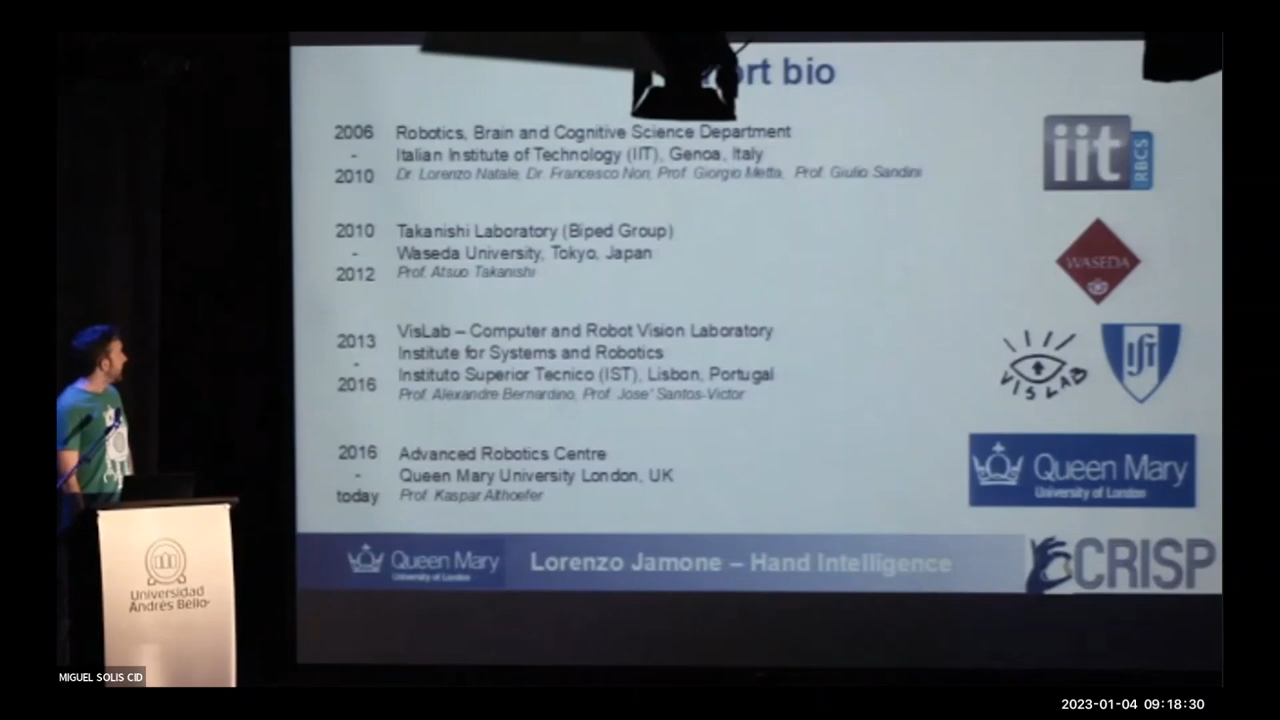 ort bio
2006
-
2010
Robotics, Brain and Cognitive Science Department
Italian Institute of Technology (IIT), Genoa, Italy
Dr. Lorenzo Natale, Dr. Francesco Nori, Prof. Giorgio Metta, Prof. Giulio Sandini
iit
RBCS
2010
-
2012
Takanishi Laboratory (Biped Group)
Waseda University, Tokyo, Japan
Prof. Atsuo Takanishi
WASEDA
2013
-
2016
VisLab – Computer and Robot Vision Laboratory
Institute for Systems and Robotics
Instituto Superior Tecnico (IST), Lisbon, Portugal
Prof. Alexandre Bernardino, Prof. Jose' Santos-Victor
VISLAB
IST
2016
-
today
Advanced Robotics Centre
Queen Mary University London, UK
Prof. Kaspar Althoefer
Queen Mary
University of London
Queen Mary
University of London
Lorenzo Jamone – Hand Intelligence
CRISP
Universidad
Andrés Bello
MIGUEL SOLIS CID
2023-01-04 09:18:30